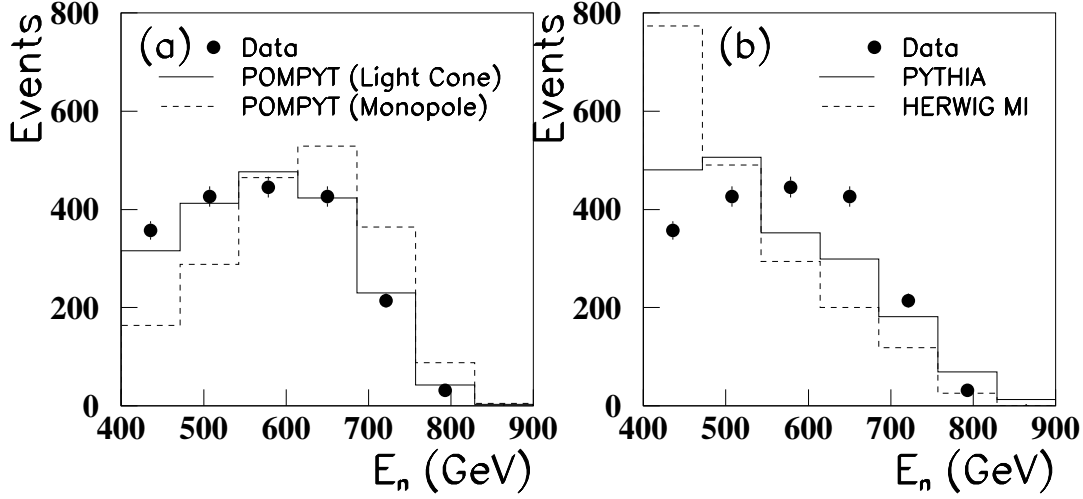 Events
800
600
400
200
0
(a)
Data
POMPYT (Light Cone)
POMPYT (Monopole)
400 500 600 700 800 900
E_n (GeV)
Events
800
600
400
200
0
(b)
Data
PYTHIA
HERWIG MI
400 500 600 700 800 900
E_n (GeV)